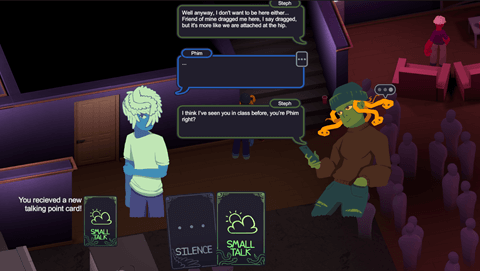 Steph
Well anyway, I don't want to be here either...
Friend of mine dragged me here, I say dragged,
but it's more like we are attached at the hip.
Phim
...
Steph
I think I've seen you in class before, you're Phim
right?
You recieved a new
talking point card!
SMALL
TALK
...
SILENCE
SMALL
TALK